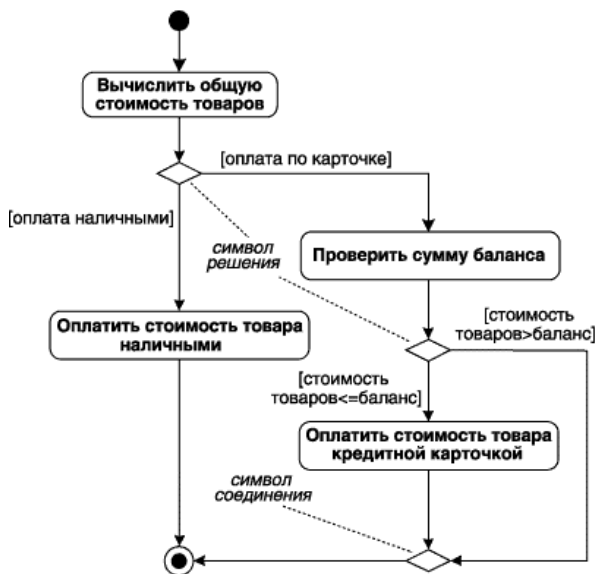 Вычислить общую
стоимость товаров
[оплата по карточке]
[оплата наличными]
символ
решения
Проверить сумму баланса
Оплатить стоимость товара
наличными
[стоимость
товаров>баланс]
[стоимость
товаров<=баланс]
Оплатить стоимость товара
кредитной карточкой
символ
соединения